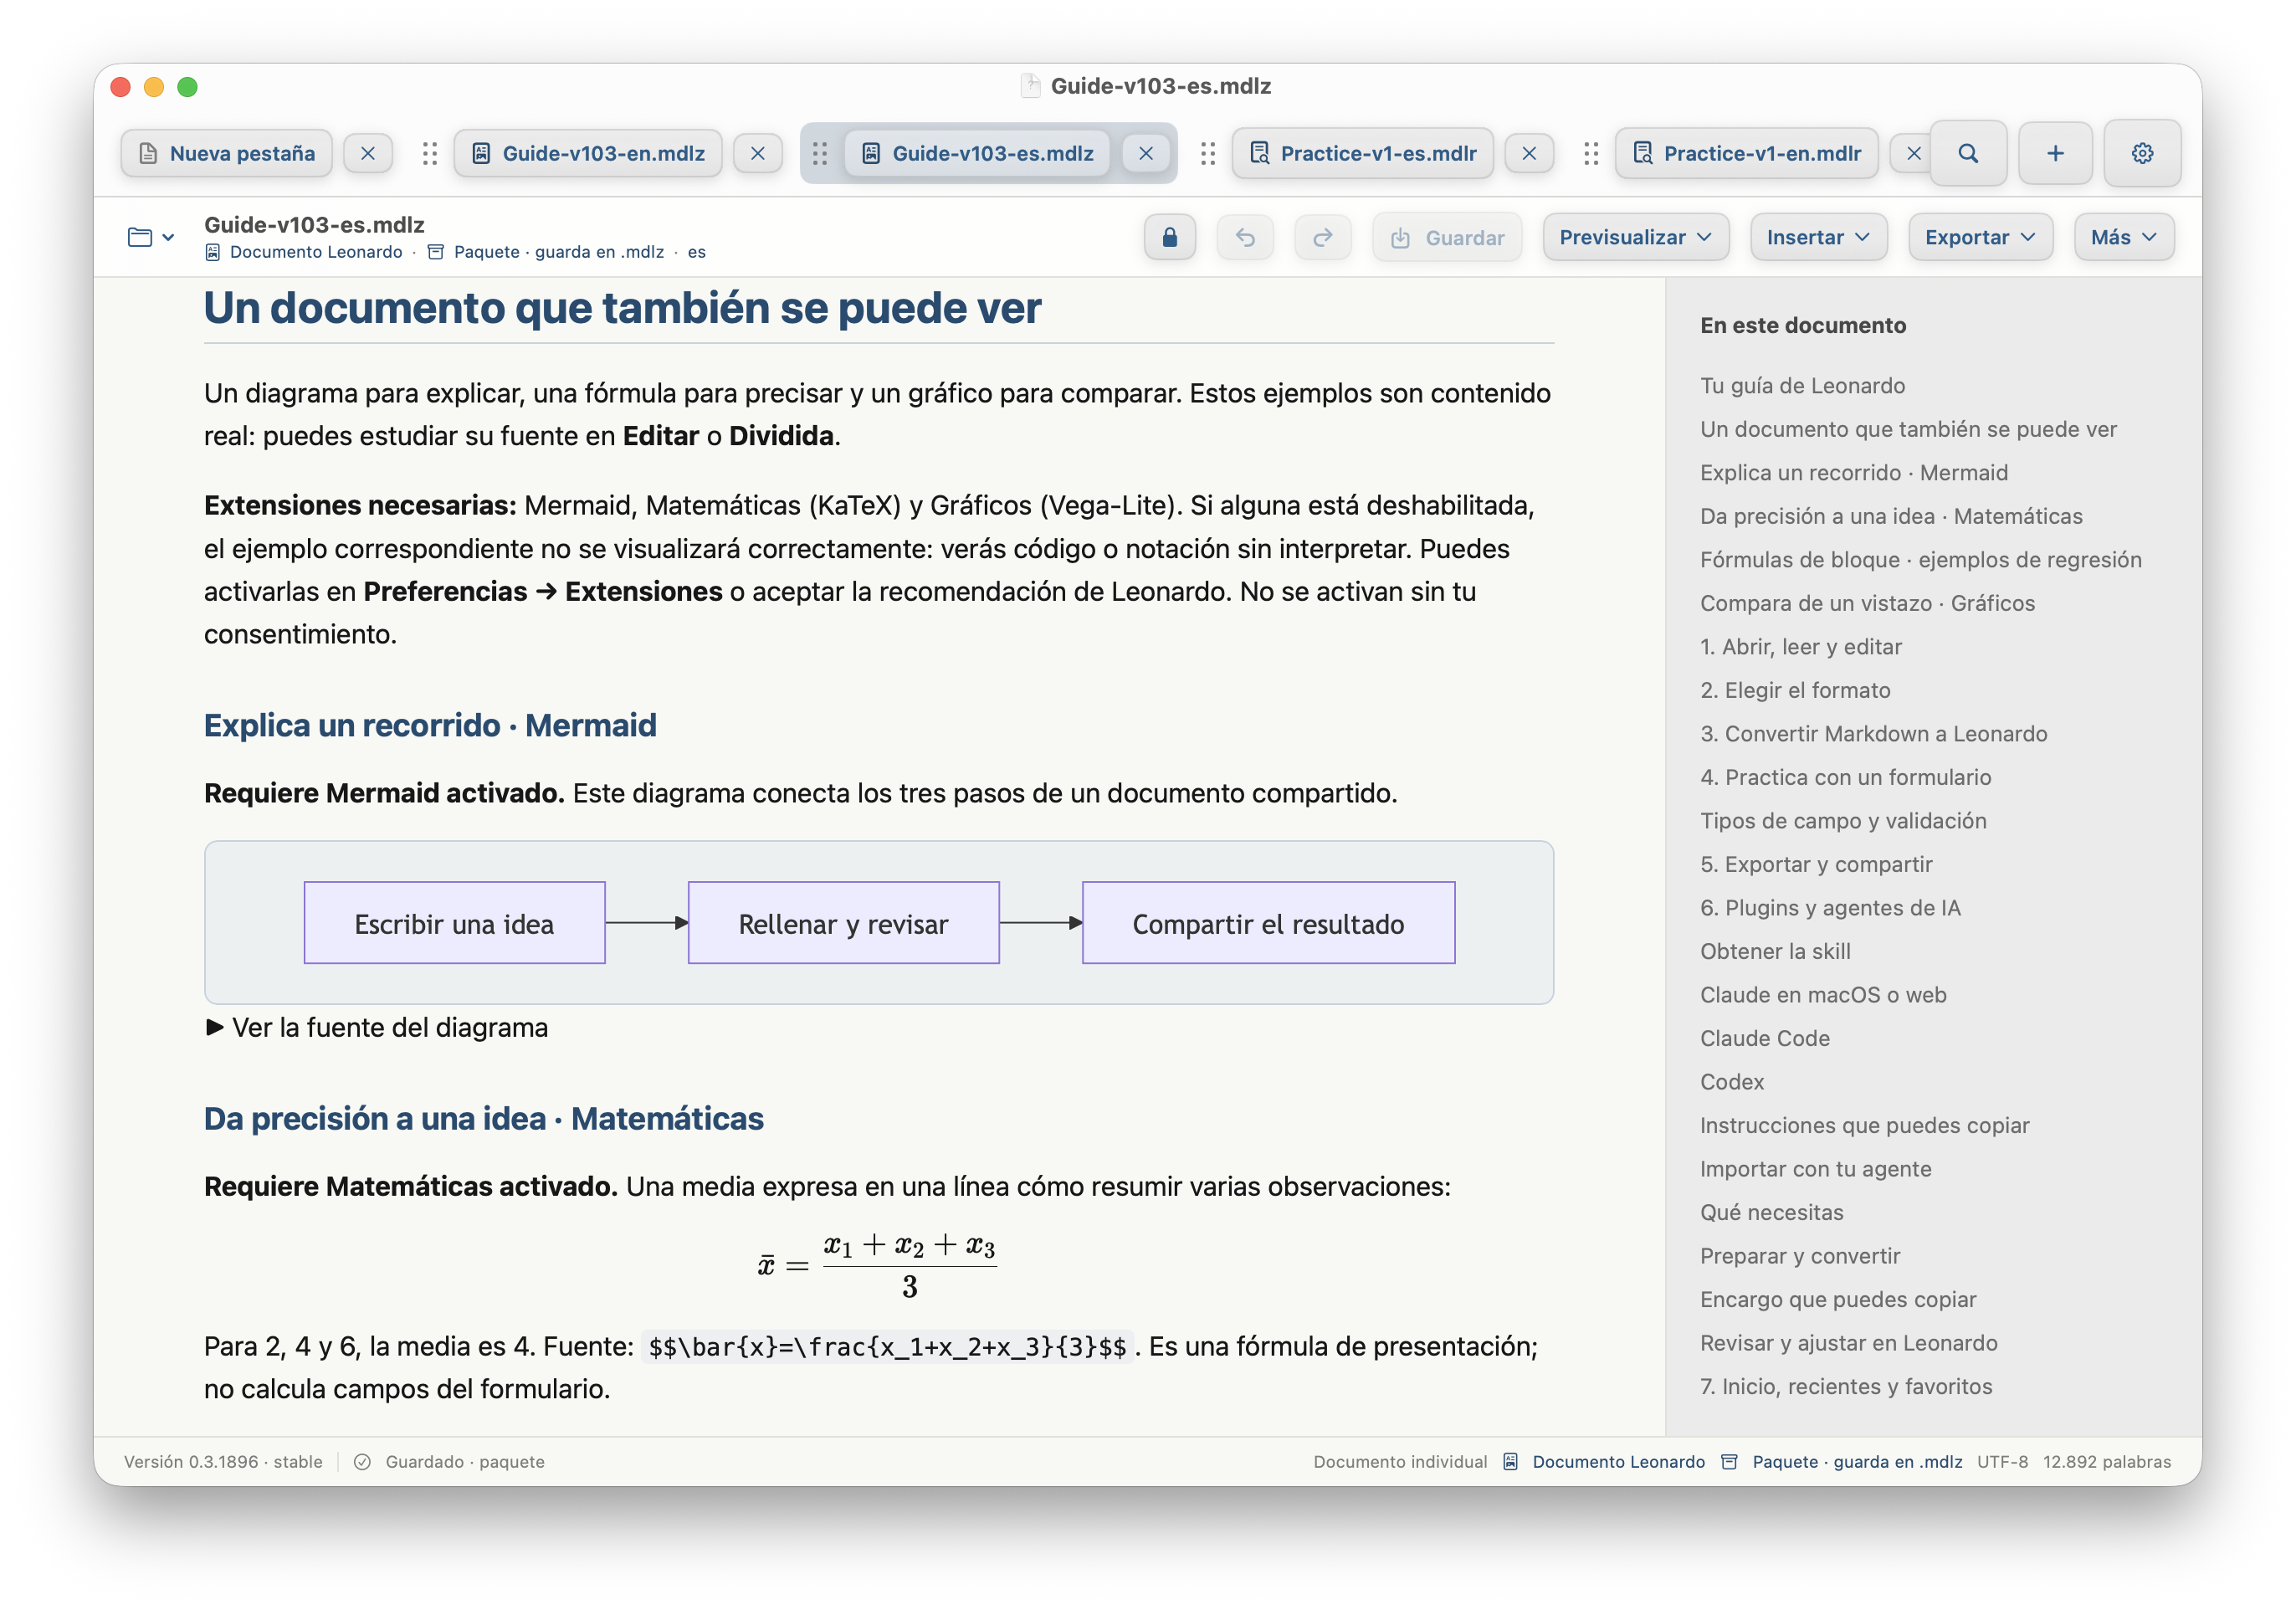 Guide-v103-es.mdlz
Nueva pestaña
Guide-v103-en.mdlz
Guide-v103-es.mdlz
Practice-v1-es.mdlr
Practice-v1-en.mdlr
Guide-v103-es.mdlz
Documento Leonardo · Paquete · guarda en .mdlz · es
Guardar
Previsualizar
Insertar
Exportar
Más
Un documento que también se puede ver
Un diagrama para explicar, una fórmula para precisar y un gráfico para comparar. Estos ejemplos son contenido
real: puedes estudiar su fuente en Editar o Dividida.
Extensiones necesarias: Mermaid, Matemáticas (KaTeX) y Gráficos (Vega-Lite). Si alguna está deshabilitada,
el ejemplo correspondiente no se visualizará correctamente: verás código o notación sin interpretar. Puedes
activarlas en Preferencias → Extensiones o aceptar la recomendación de Leonardo. No se activan sin tu
consentimiento.
Explica un recorrido · Mermaid
Requiere Mermaid activado. Este diagrama conecta los tres pasos de un documento compartido.
Escribir una idea
Rellenar y revisar
Compartir el resultado
Ver la fuente del diagrama
Da precisión a una idea · Matemáticas
Requiere Matemáticas activado. Una media expresa en una línea cómo resumir varias observaciones:
x̄ = (x₁ + x₂ + x₃) / 3
Para 2, 4 y 6, la media es 4. Fuente: $$\bar{x}=\frac{x_1+x_2+x_3}{3}$$. Es una fórmula de presentación;
no calcula campos del formulario.
En este documento
Tu guía de Leonardo
Un documento que también se puede ver
Explica un recorrido · Mermaid
Da precisión a una idea · Matemáticas
Fórmulas de bloque · ejemplos de regresión
Compara de un vistazo · Gráficos
1. Abrir, leer y editar
2. Elegir el formato
3. Convertir Markdown a Leonardo
4. Practica con un formulario
Tipos de campo y validación
5. Exportar y compartir
6. Plugins y agentes de IA
Obtener la skill
Claude en macOS o web
Claude Code
Codex
Instrucciones que puedes copiar
Importar con tu agente
Qué necesitas
Preparar y convertir
Encargo que puedes copiar
Revisar y ajustar en Leonardo
7. Inicio, recientes y favoritos
Versión 0.3.1896 · stable
Guardado · paquete
Documento individual
Documento Leonardo
Paquete · guarda en .mdlz
UTF-8
12.892 palabras